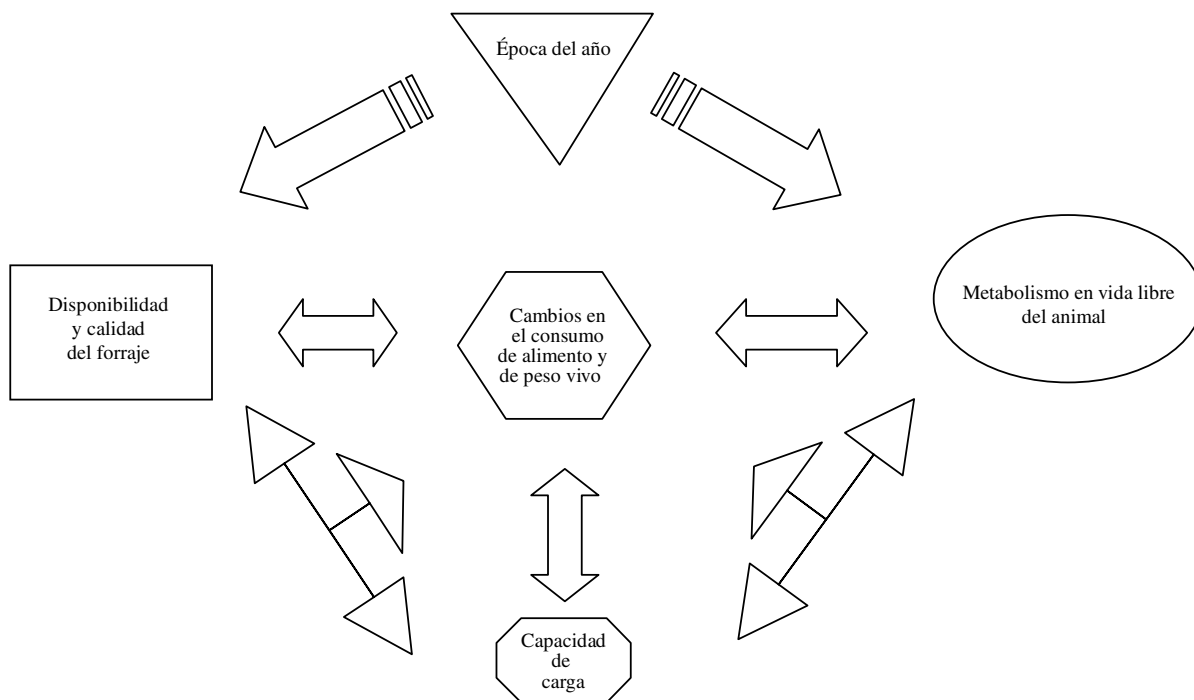 Época del año
Disponibilidad
y calidad
del forraje
Cambios en
el consumo
de alimento y
de peso vivo
Metabolismo en vida libre
del animal
Capacidad
de
carga